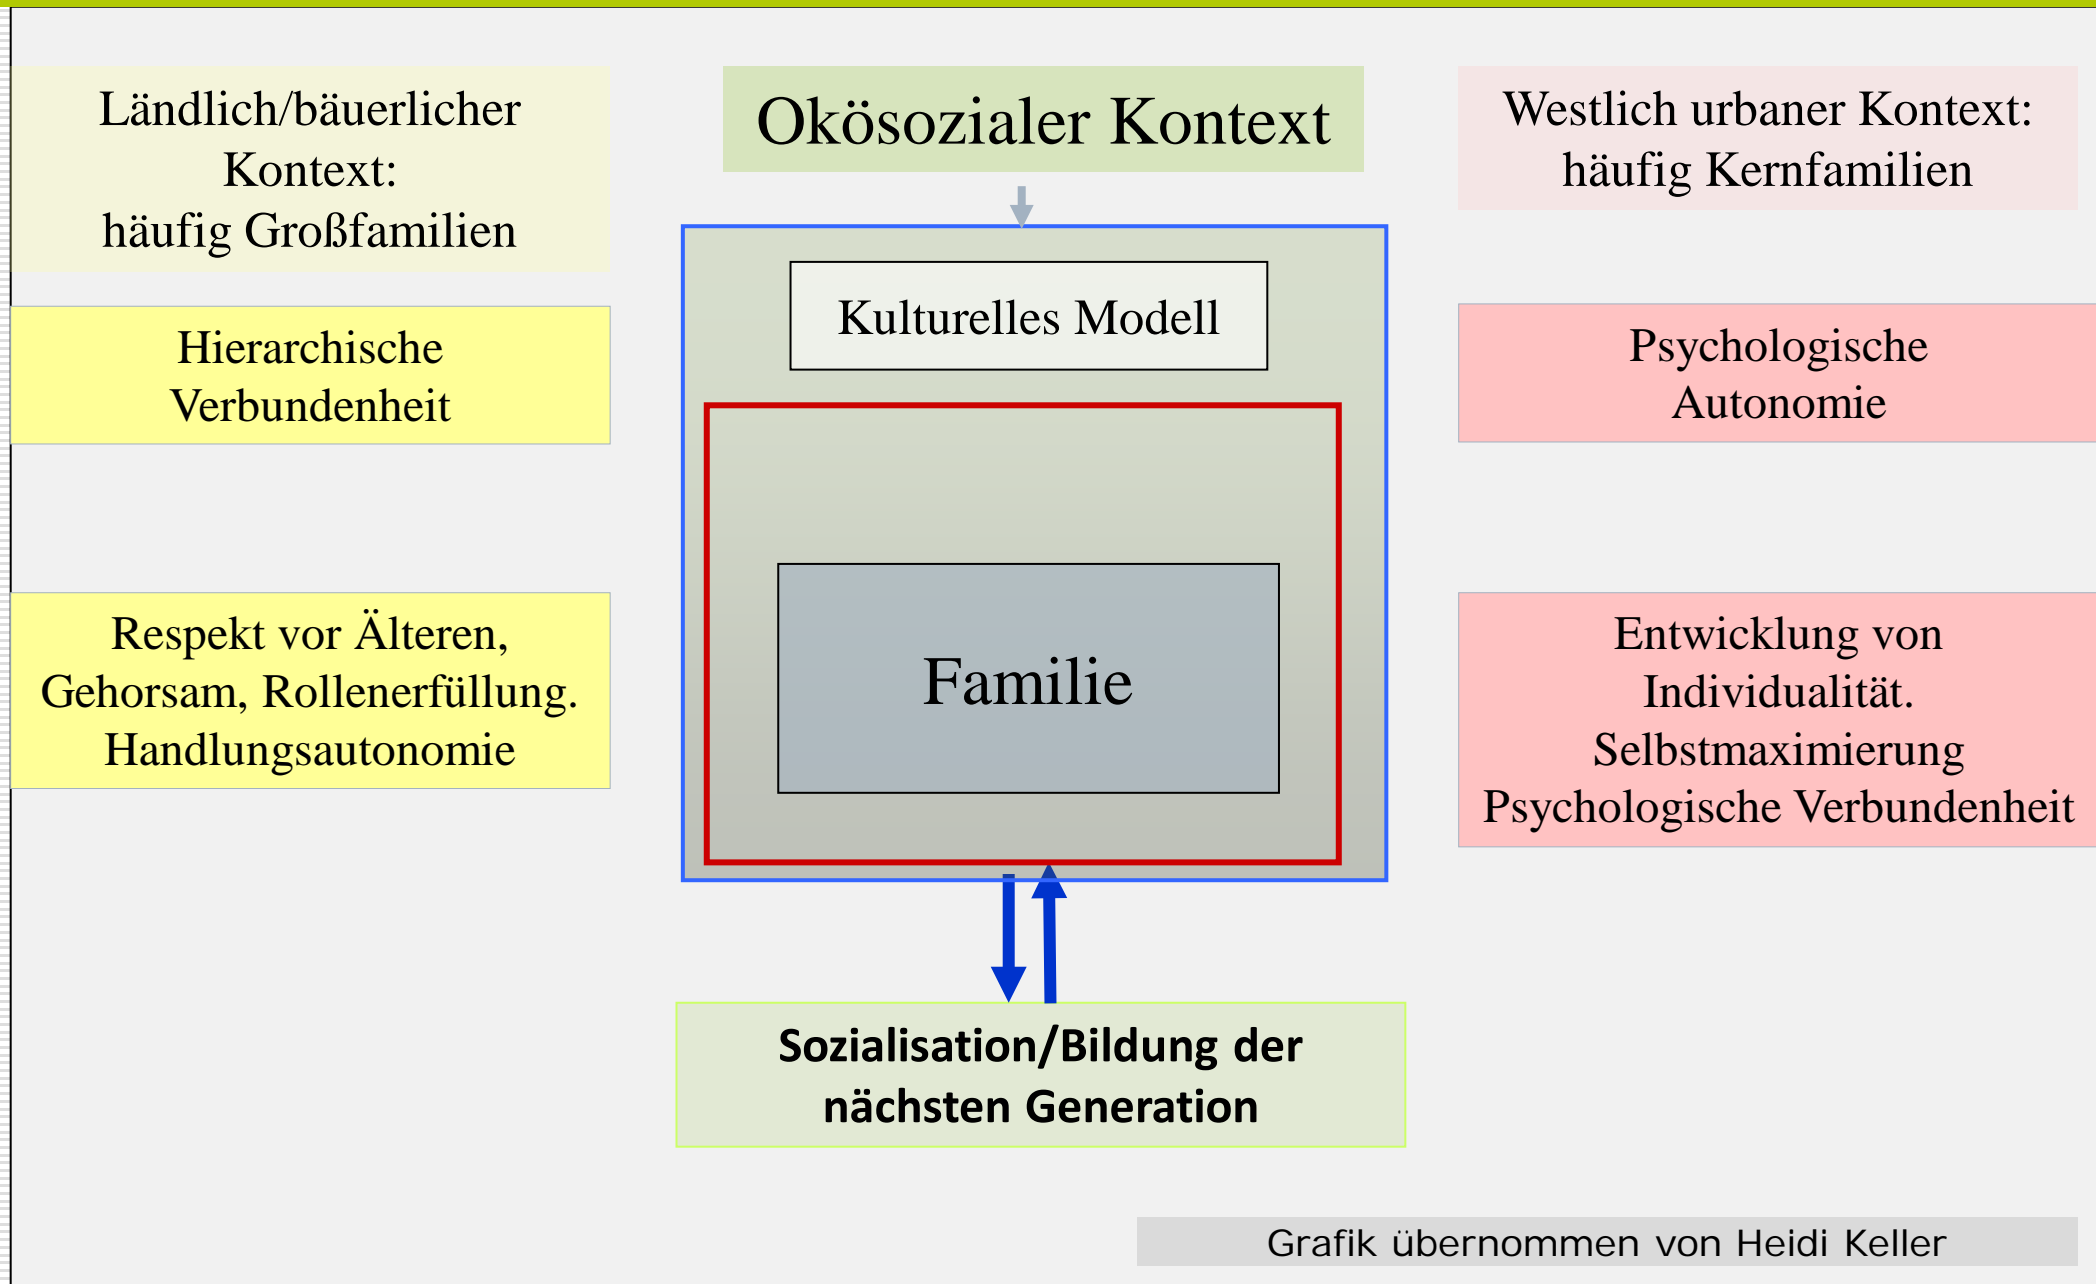 Ländlich/bäuerlicher
Kontext:
häufig Großfamilien
Okösozialer Kontext
Westlich urbaner Kontext:
häufig Kernfamilien
Kulturelles Modell
Hierarchische
Verbundenheit
Psychologische
Autonomie
Respekt vor Älteren,
Gehorsam, Rollenerfüllung.
Handlungsautonomie
Familie
Entwicklung von
Individualität.
Selbstmaximierung
Psychologische Verbundenheit
Sozialisation/Bildung der
nächsten Generation
Grafik übernommen von Heidi Keller